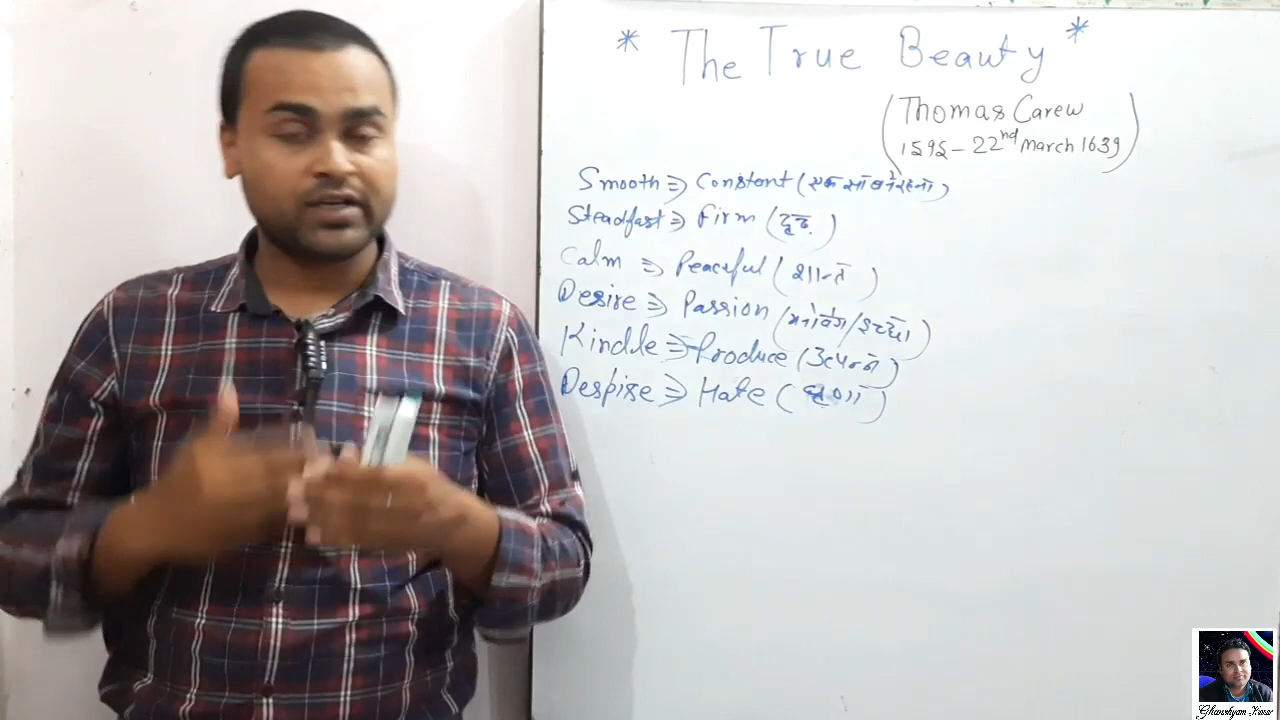 * The True Beauty *
(Thomas Carew
1595 - 22nd March 1639)
Smooth ⇒ Constant (एक सा बने रहना)
Steadfast ⇒ Firm (दृढ़)
Calm ⇒ Peaceful (शान्त)
Desire ⇒ Passion (मनोवेग/इच्छा)
Kindle ⇒ Produce (उत्पन्न)
Despise ⇒ Hate (घृणा)